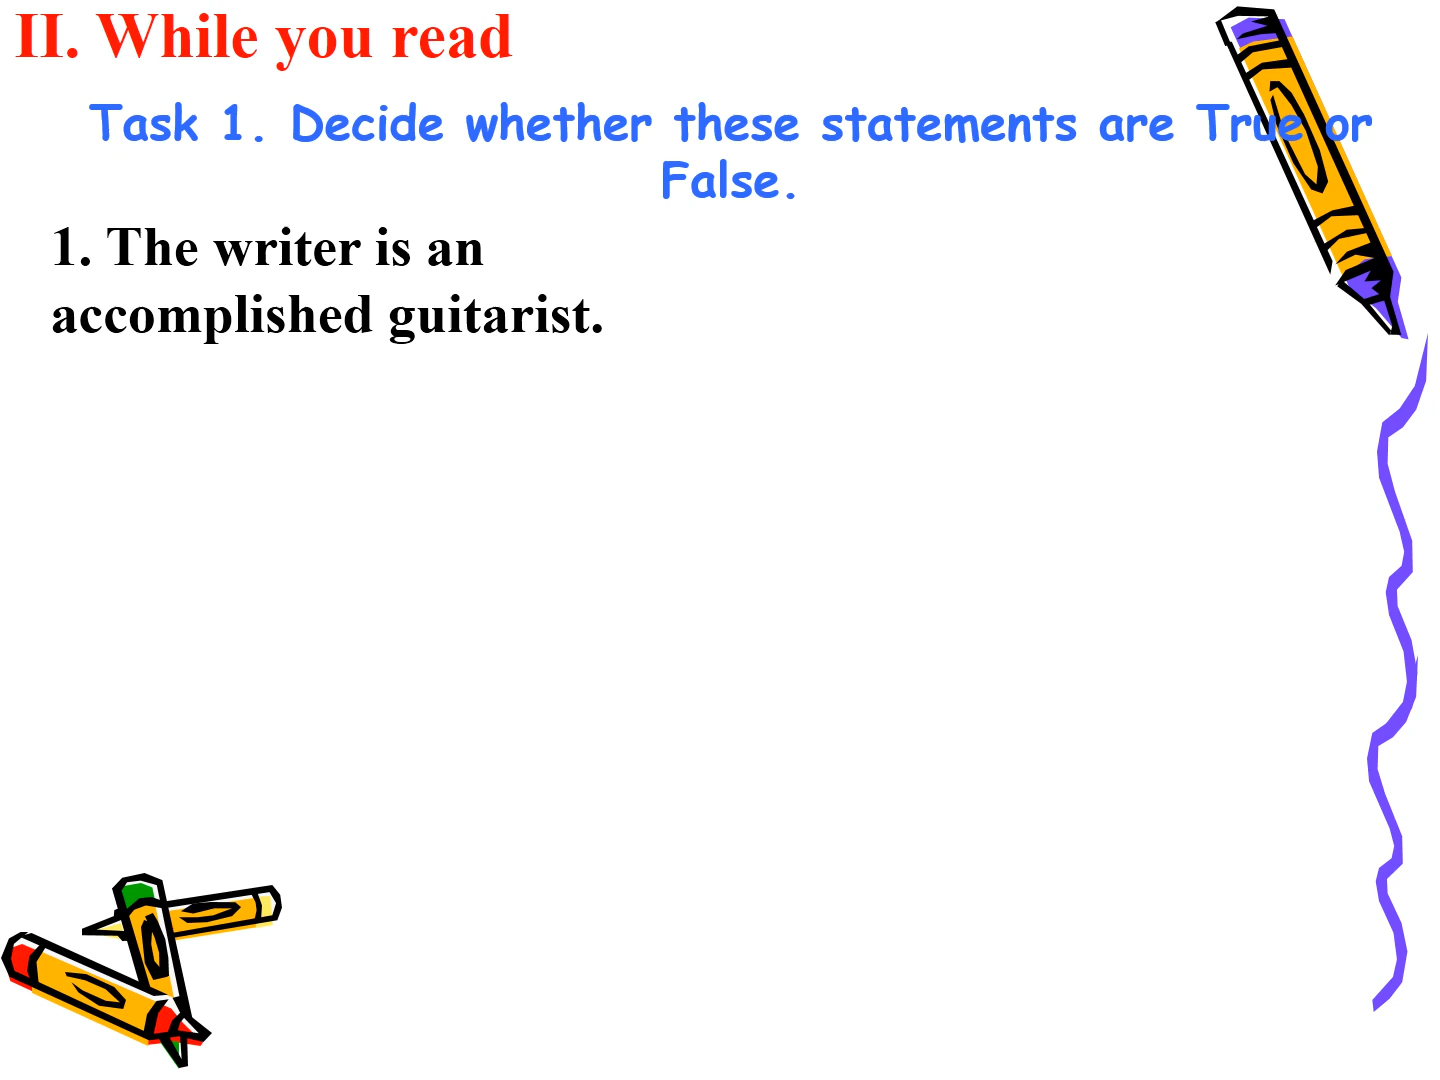 II. While you read
Task 1. Decide whether these statements are True or
False.
1. The writer is an
accomplished guitarist.